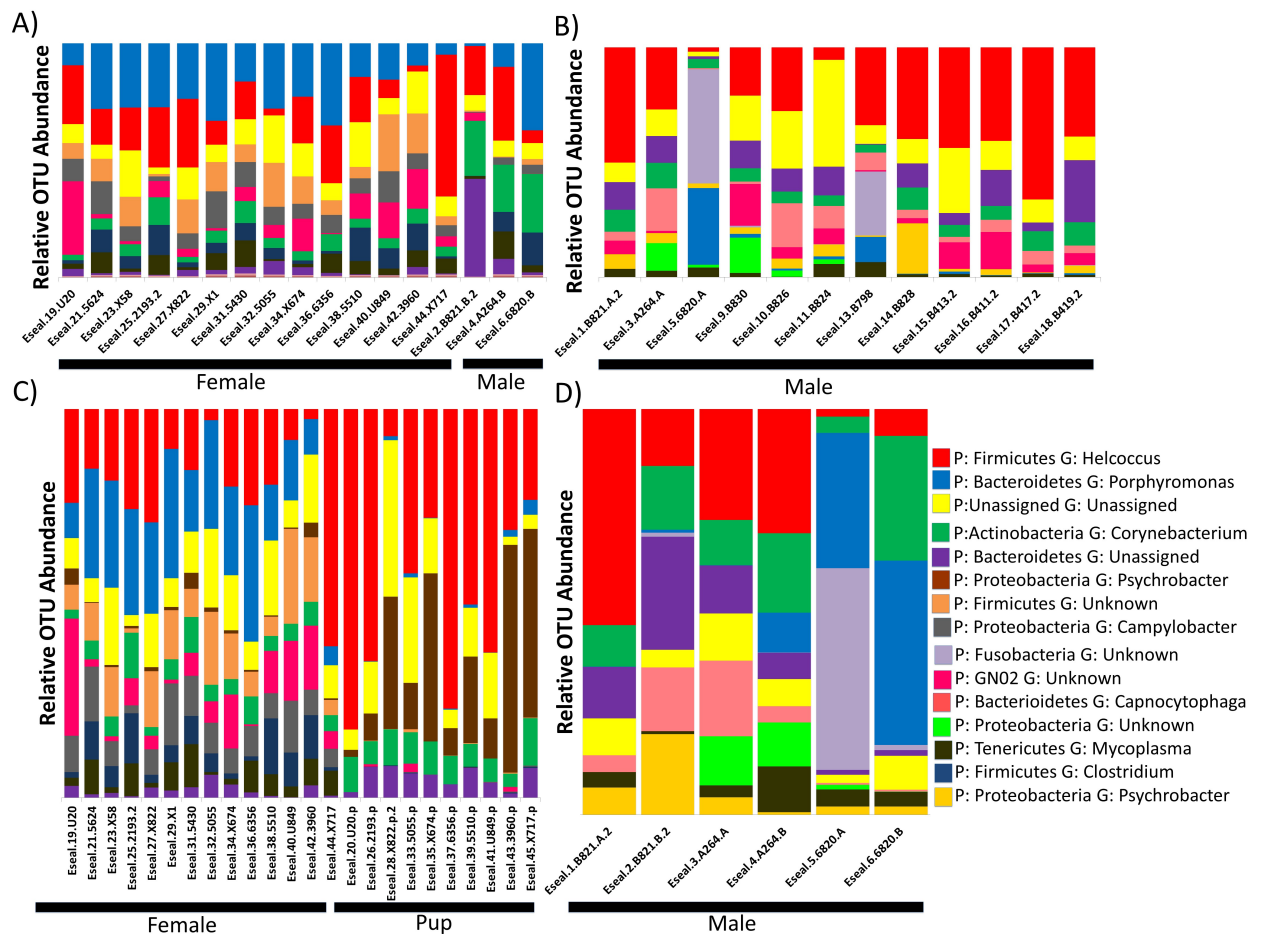 A)
Relative OTU Abundance
Eseal.19.U20
Eseal.21.5624
Eseal.23.X58
Eseal.25.2193.2
Eseal.27.X822
Eseal.29.X1
Eseal.31.5430
Eseal.32.5055
Eseal.34.X674
Eseal.36.6356
Eseal.38.5510
Eseal.40.U849
Eseal.42.3960
Eseal.44.X717
Eseal.2.B821.B.2
Eseal.4.A264.B
Eseal.6.6820.B
Female
Male
B)
Relative OTU Abundance
Eseal.1.B821.A.2
Eseal.3.A264.A
Eseal.5.6820.A
Eseal.9.B830
Eseal.10.B826
Eseal.11.B824
Eseal.13.B798
Eseal.14.B828
Eseal.15.B413.2
Eseal.16.B411.2
Eseal.17.B417.2
Eseal.18.B419.2
Male
C)
Relative OTU Abundance
Eseal.19.U20
Eseal.21.5624
Eseal.23.X58
Eseal.25.2193.2
Eseal.27.X822
Eseal.29.X1
Eseal.31.5430
Eseal.32.5055
Eseal.34.X674
Eseal.36.6356
Eseal.38.5510
Eseal.40.U849
Eseal.42.3960
Eseal.44.X717
Eseal.20.U20.p
Eseal.26.2193.p
Eseal.28.X822.p.2
Eseal.33.5055.p
Eseal.35.X674.p
Eseal.37.6356.p
Eseal.39.5510.p
Eseal.41.U849.p
Eseal.43.3960.p
Eseal.45.X717.p
Female
Pup
D)
Relative OTU Abundance
Eseal.1.B821.A.2
Eseal.2.B821.B.2
Eseal.3.A264.A
Eseal.4.A264.B
Eseal.5.6820.A
Eseal.6.6820.B
Male
P: Firmicutes G: Helcoccus
P: Bacteroidetes G: Porphyromonas
P:Unassigned G: Unassigned
P:Actinobacteria G: Corynebacterium
P: Bacteroidetes G: Unassigned
P: Proteobacteria G: Psychrobacter
P: Firmicutes G: Unknown
P: Proteobacteria G: Campylobacter
P: Fusobacteria G: Unknown
P: GN02 G: Unknown
P: Bacterioidetes G: Capnocytophaga
P: Proteobacteria G: Unknown
P: Tenericutes G: Mycoplasma
P: Firmicutes G: Clostridium
P: Proteobacteria G: Psychrobacter